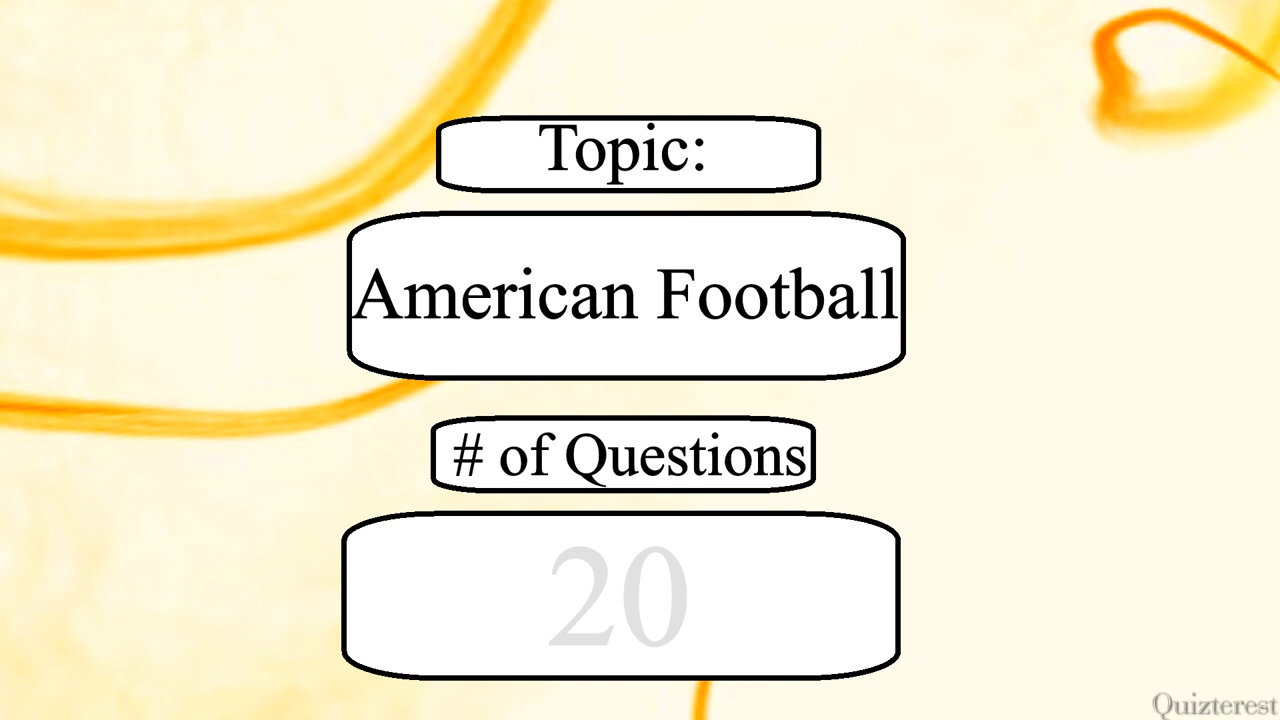 Topic:
American Football
# of Questions
20
Quizterest